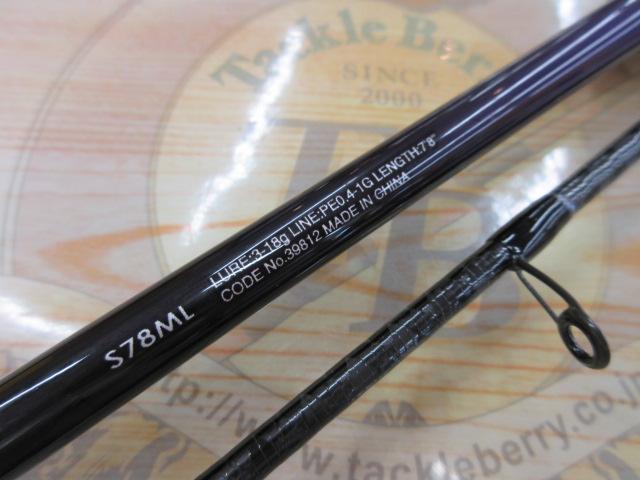 Tackle Berry
SINCE
2000
TB
LURE:3-18g LINE:PE0.4-1G LENGTH:7'8"
CODE No.39812 MADE IN CHINA
S78ML
http://www.tackleberry.co.jp/